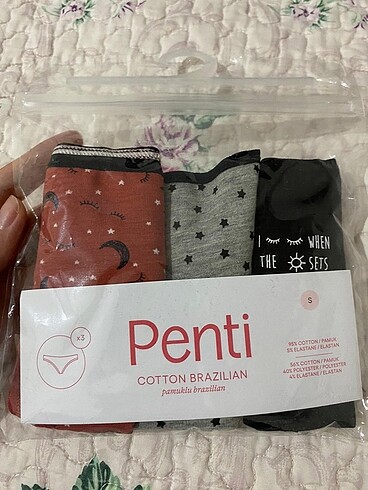 I WHEN
THE SETS
S
x3
Penti
COTTON BRAZILIAN
pamuklu brazilian
95% COTTON / PAMUK
5% ELASTANE / ELASTAN
56% COTTON / PAMUK
40% POLYESTER / POLYESTER
4% ELASTANE / ELASTAN